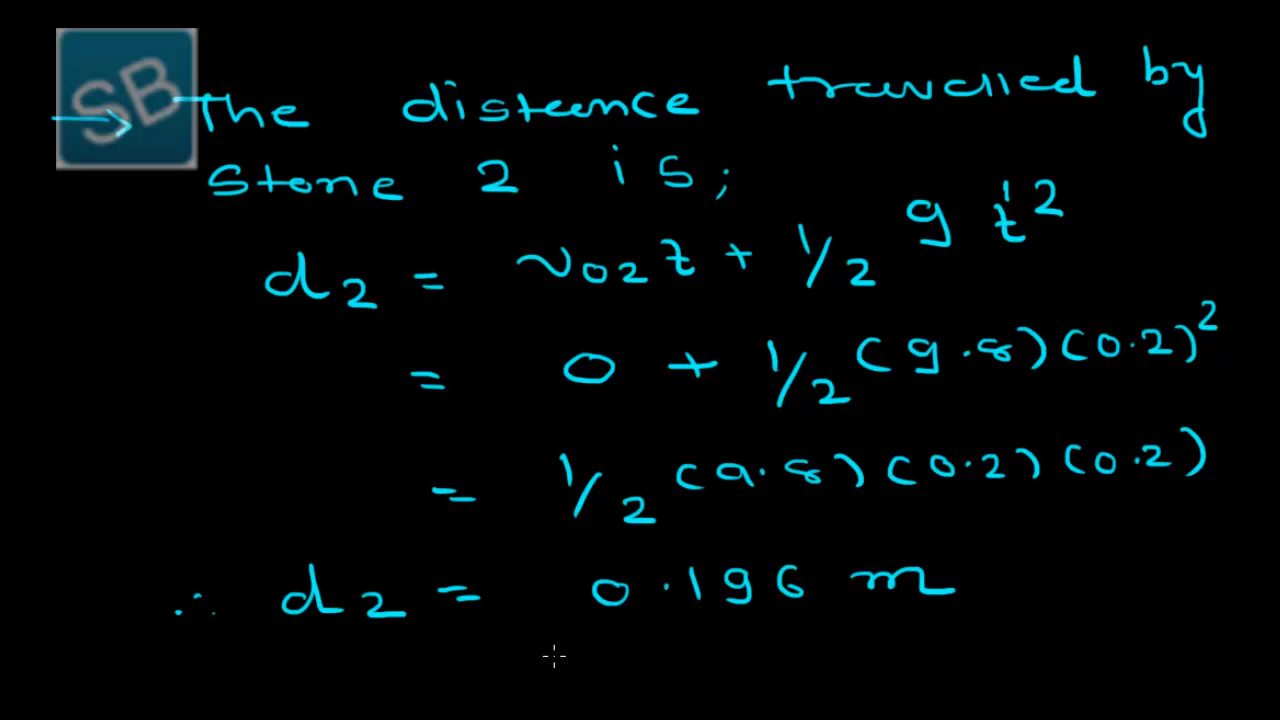 SB
The distance travelled by
Stone 2 is;
d2 = v02t + 1/2 g t²
= 0 + 1/2 (9.8) (0.2)²
= 1/2 (9.8) (0.2) (0.2)
∴ d2 = 0.196 m